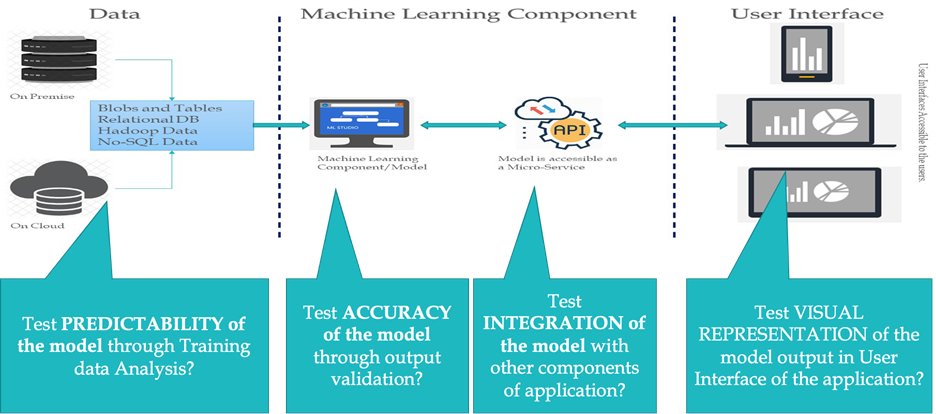 Data
Machine Learning Component
User Interface
On Premise
Blobs and Tables
Relational DB
Hadoop Data
No-SQL Data
On Cloud
ML STUDIO
Machine Learning
Component/Model
API
Model is accessible as
a Micro-Service
User Interfaces Accessible to the users.
Test PREDICTABILITY of
the model through Training
data Analysis?
Test ACCURACY
of the model
through output
validation?
Test
INTEGRATION of
the model with
other components
of application?
Test VISUAL
REPRESENTATION of the
model output in User
Interface of the application?